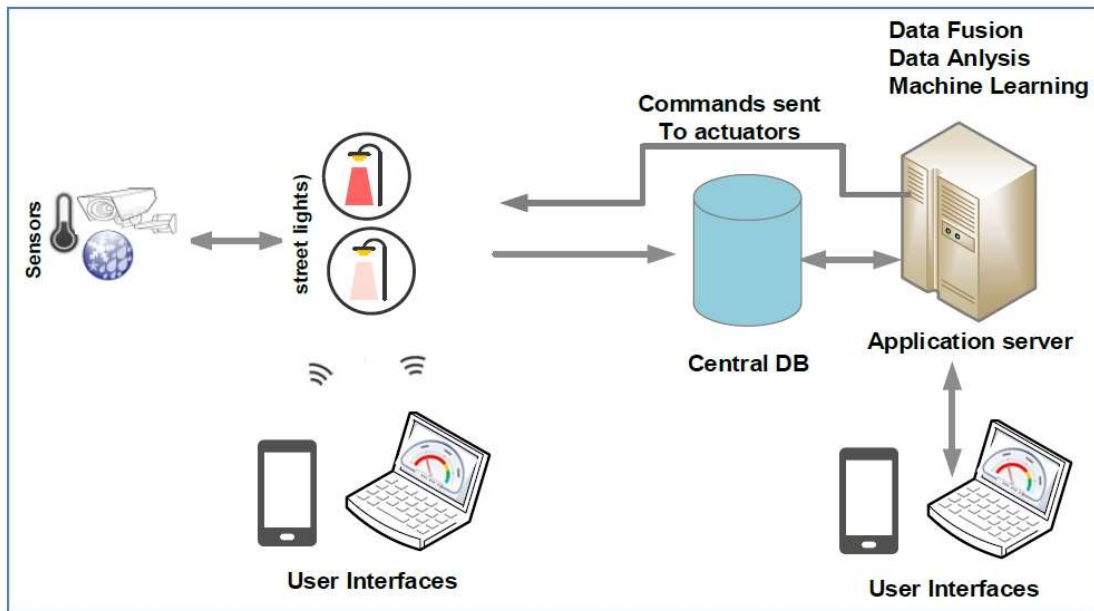 Data Fusion
Data Anlysis
Machine Learning
Commands sent
To actuators
Sensors
street lights)
Central DB
Application server
User Interfaces
User Interfaces